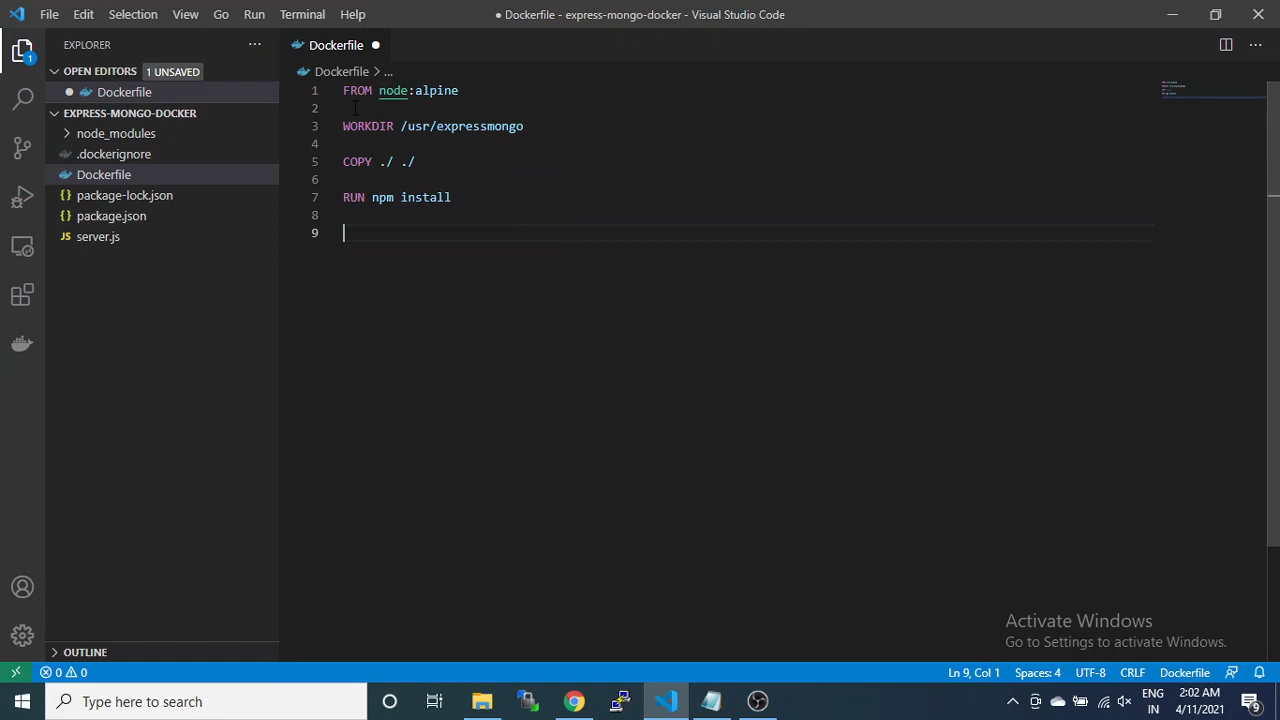 File Edit Selection View Go Run Terminal Help
● Dockerfile - express-mongo-docker - Visual Studio Code
EXPLORER
OPEN EDITORS 1 UNSAVED
Dockerfile
EXPRESS-MONGO-DOCKER
node_modules
.dockerignore
Dockerfile
package-lock.json
package.json
JS server.js
OUTLINE
1
Dockerfile
Dockerfile > ...
1 FROM node:alpine
2
3 WORKDIR /usr/expressmongo
4
5 COPY ./ ./
6
7 RUN npm install
8
9
Activate Windows
Go to Settings to activate Windows.
0 0
Ln 9, Col 1 Spaces: 4 UTF-8 CRLF Dockerfile
Type here to search
ENG
IN
2:02 AM
4/11/2021
9